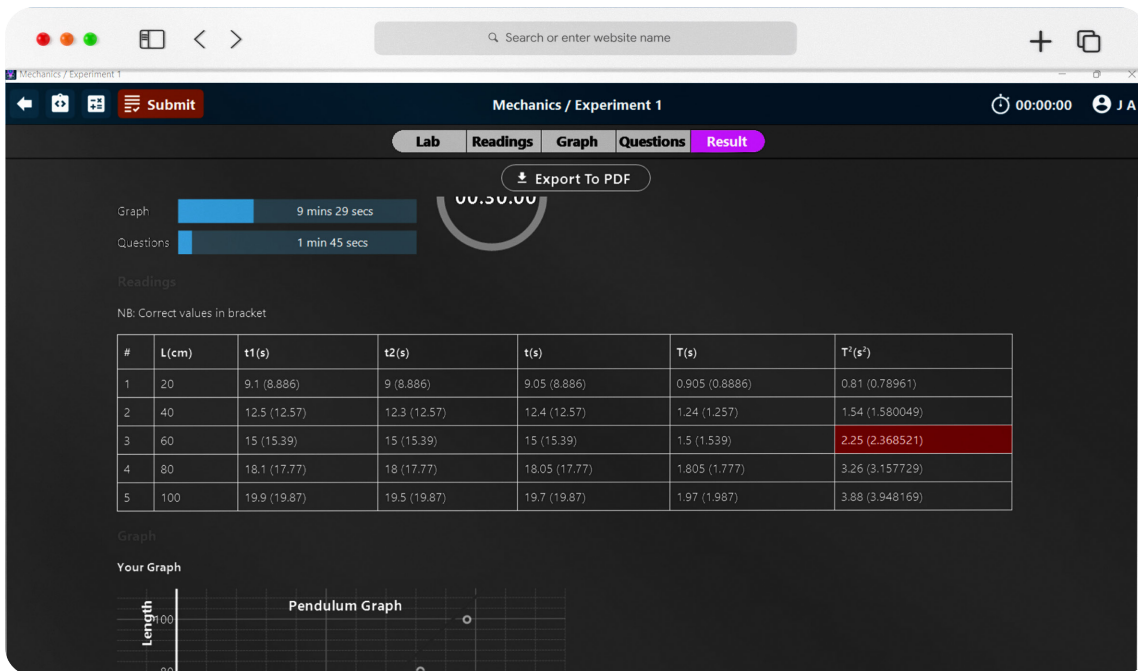 Search or enter website name
Mechanics / Experiment 1
Submit
Mechanics / Experiment 1
00:00:00
J A
Lab
Readings
Graph
Questions
Result
Export To PDF
00:30:00
Graph
9 mins 29 secs
Questions
1 min 45 secs
Readings
NB: Correct values in bracket
# L(cm) t1(s) t2(s) t(s) T(s) T²(s²)
1 20 9.1 (8.886) 9 (8.886) 9.05 (8.886) 0.905 (0.8886) 0.81 (0.78961)
2 40 12.5 (12.57) 12.3 (12.57) 12.4 (12.57) 1.24 (1.257) 1.54 (1.580049)
3 60 15 (15.39) 15 (15.39) 15 (15.39) 1.5 (1.539) 2.25 (2.368521)
4 80 18.1 (17.77) 18 (17.77) 18.05 (17.77) 1.805 (1.777) 3.26 (3.157729)
5 100 19.9 (19.87) 19.5 (19.87) 19.7 (19.87) 1.97 (1.987) 3.88 (3.948169)
Graph
Your Graph
Pendulum Graph
Length
100